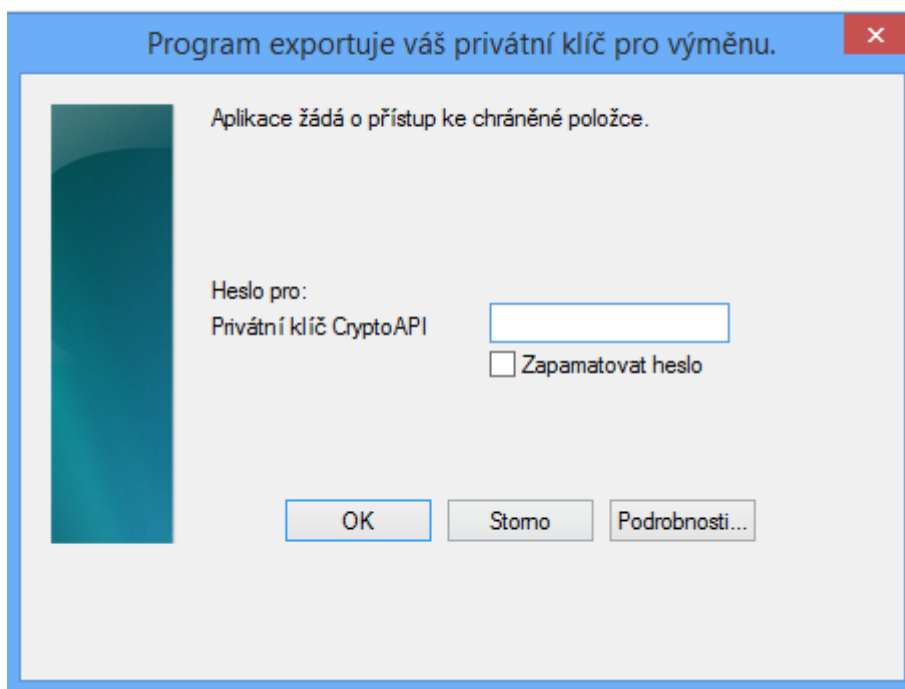 Program exportuje váš privátní klíč pro výměnu.
Aplikace žádá o přístup ke chráněné položce.
Heslo pro:
Privátní klíč CryptoAPI
Zapamatovat heslo
OK
Storno
Podrobnosti...